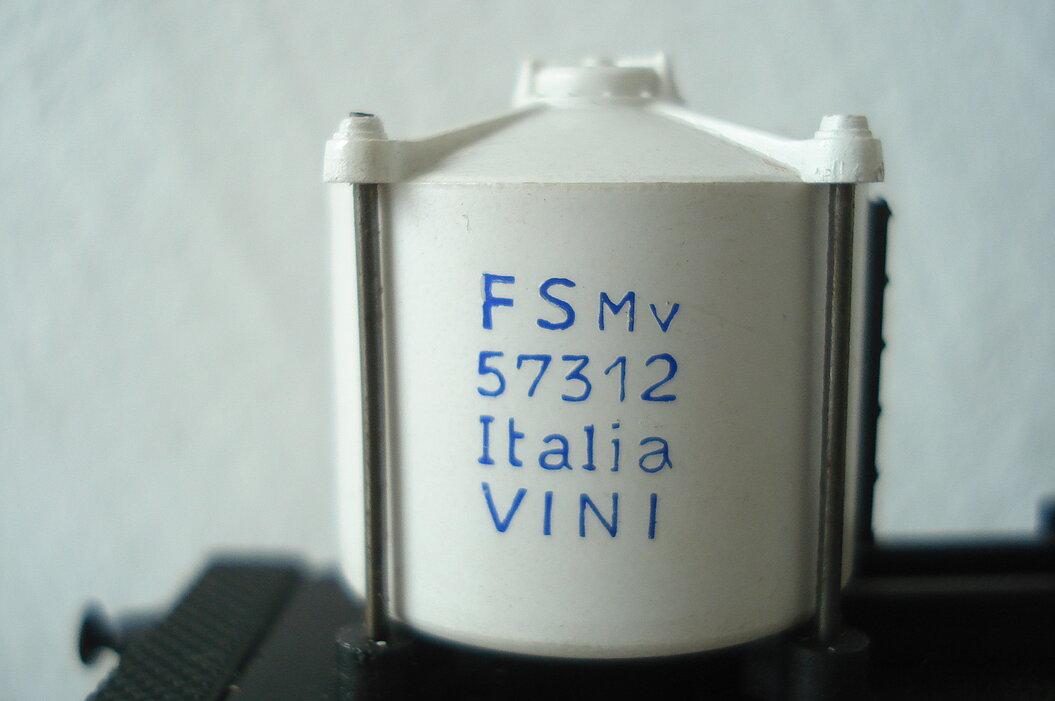 FS Mv
57312
Italia
VINI